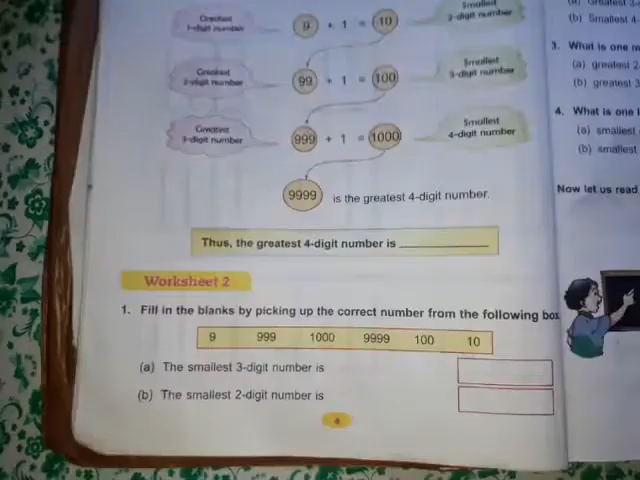 Greatest
1-digit number
9 + 1 = 10
Smallest
2-digit number
Greatest
2-digit number
99 + 1 = 100
Smallest
3-digit number
Greatest
3-digit number
999 + 1 = 1000
Smallest
4-digit number
9999 is the greatest 4-digit number.
Thus, the greatest 4-digit number is
Worksheet 2
1. Fill in the blanks by picking up the correct number from the following box
9 999 1000 9999 100 10
(a) The smallest 3-digit number is
(b) The smallest 2-digit number is
(b) Smallest
3. What is one
(a) greatest 2
(b) greatest 3
4. What is one
(a) smallest
(b) smallest
Now let us read